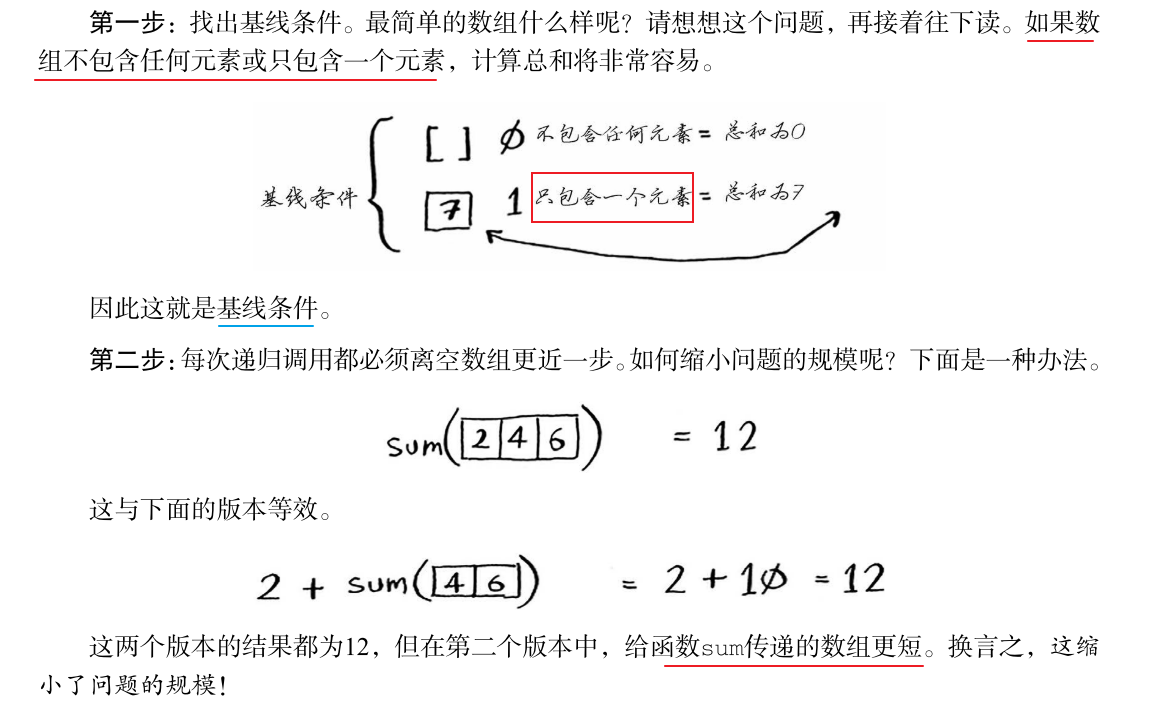 第一步：找出基线条件。最简单的数组什么样呢？请想想这个问题，再接着往下读。如果数
组不包含任何元素或只包含一个元素，计算总和将非常容易。
[ ] 0 不包含任何元素 = 总和为0
基线条件
7 1 只包含一个元素 = 总和为7
因此这就是基线条件。
第二步：每次递归调用都必须离空数组更近一步。如何缩小问题的规模呢？下面是一种办法。
sum( 2 4 6 ) = 12
这与下面的版本等效。
2 + sum( 4 6 ) = 2 + 10 = 12
这两个版本的结果都为12，但在第二个版本中，给函数sum传递的数组更短。换言之，这缩
小了问题的规模！